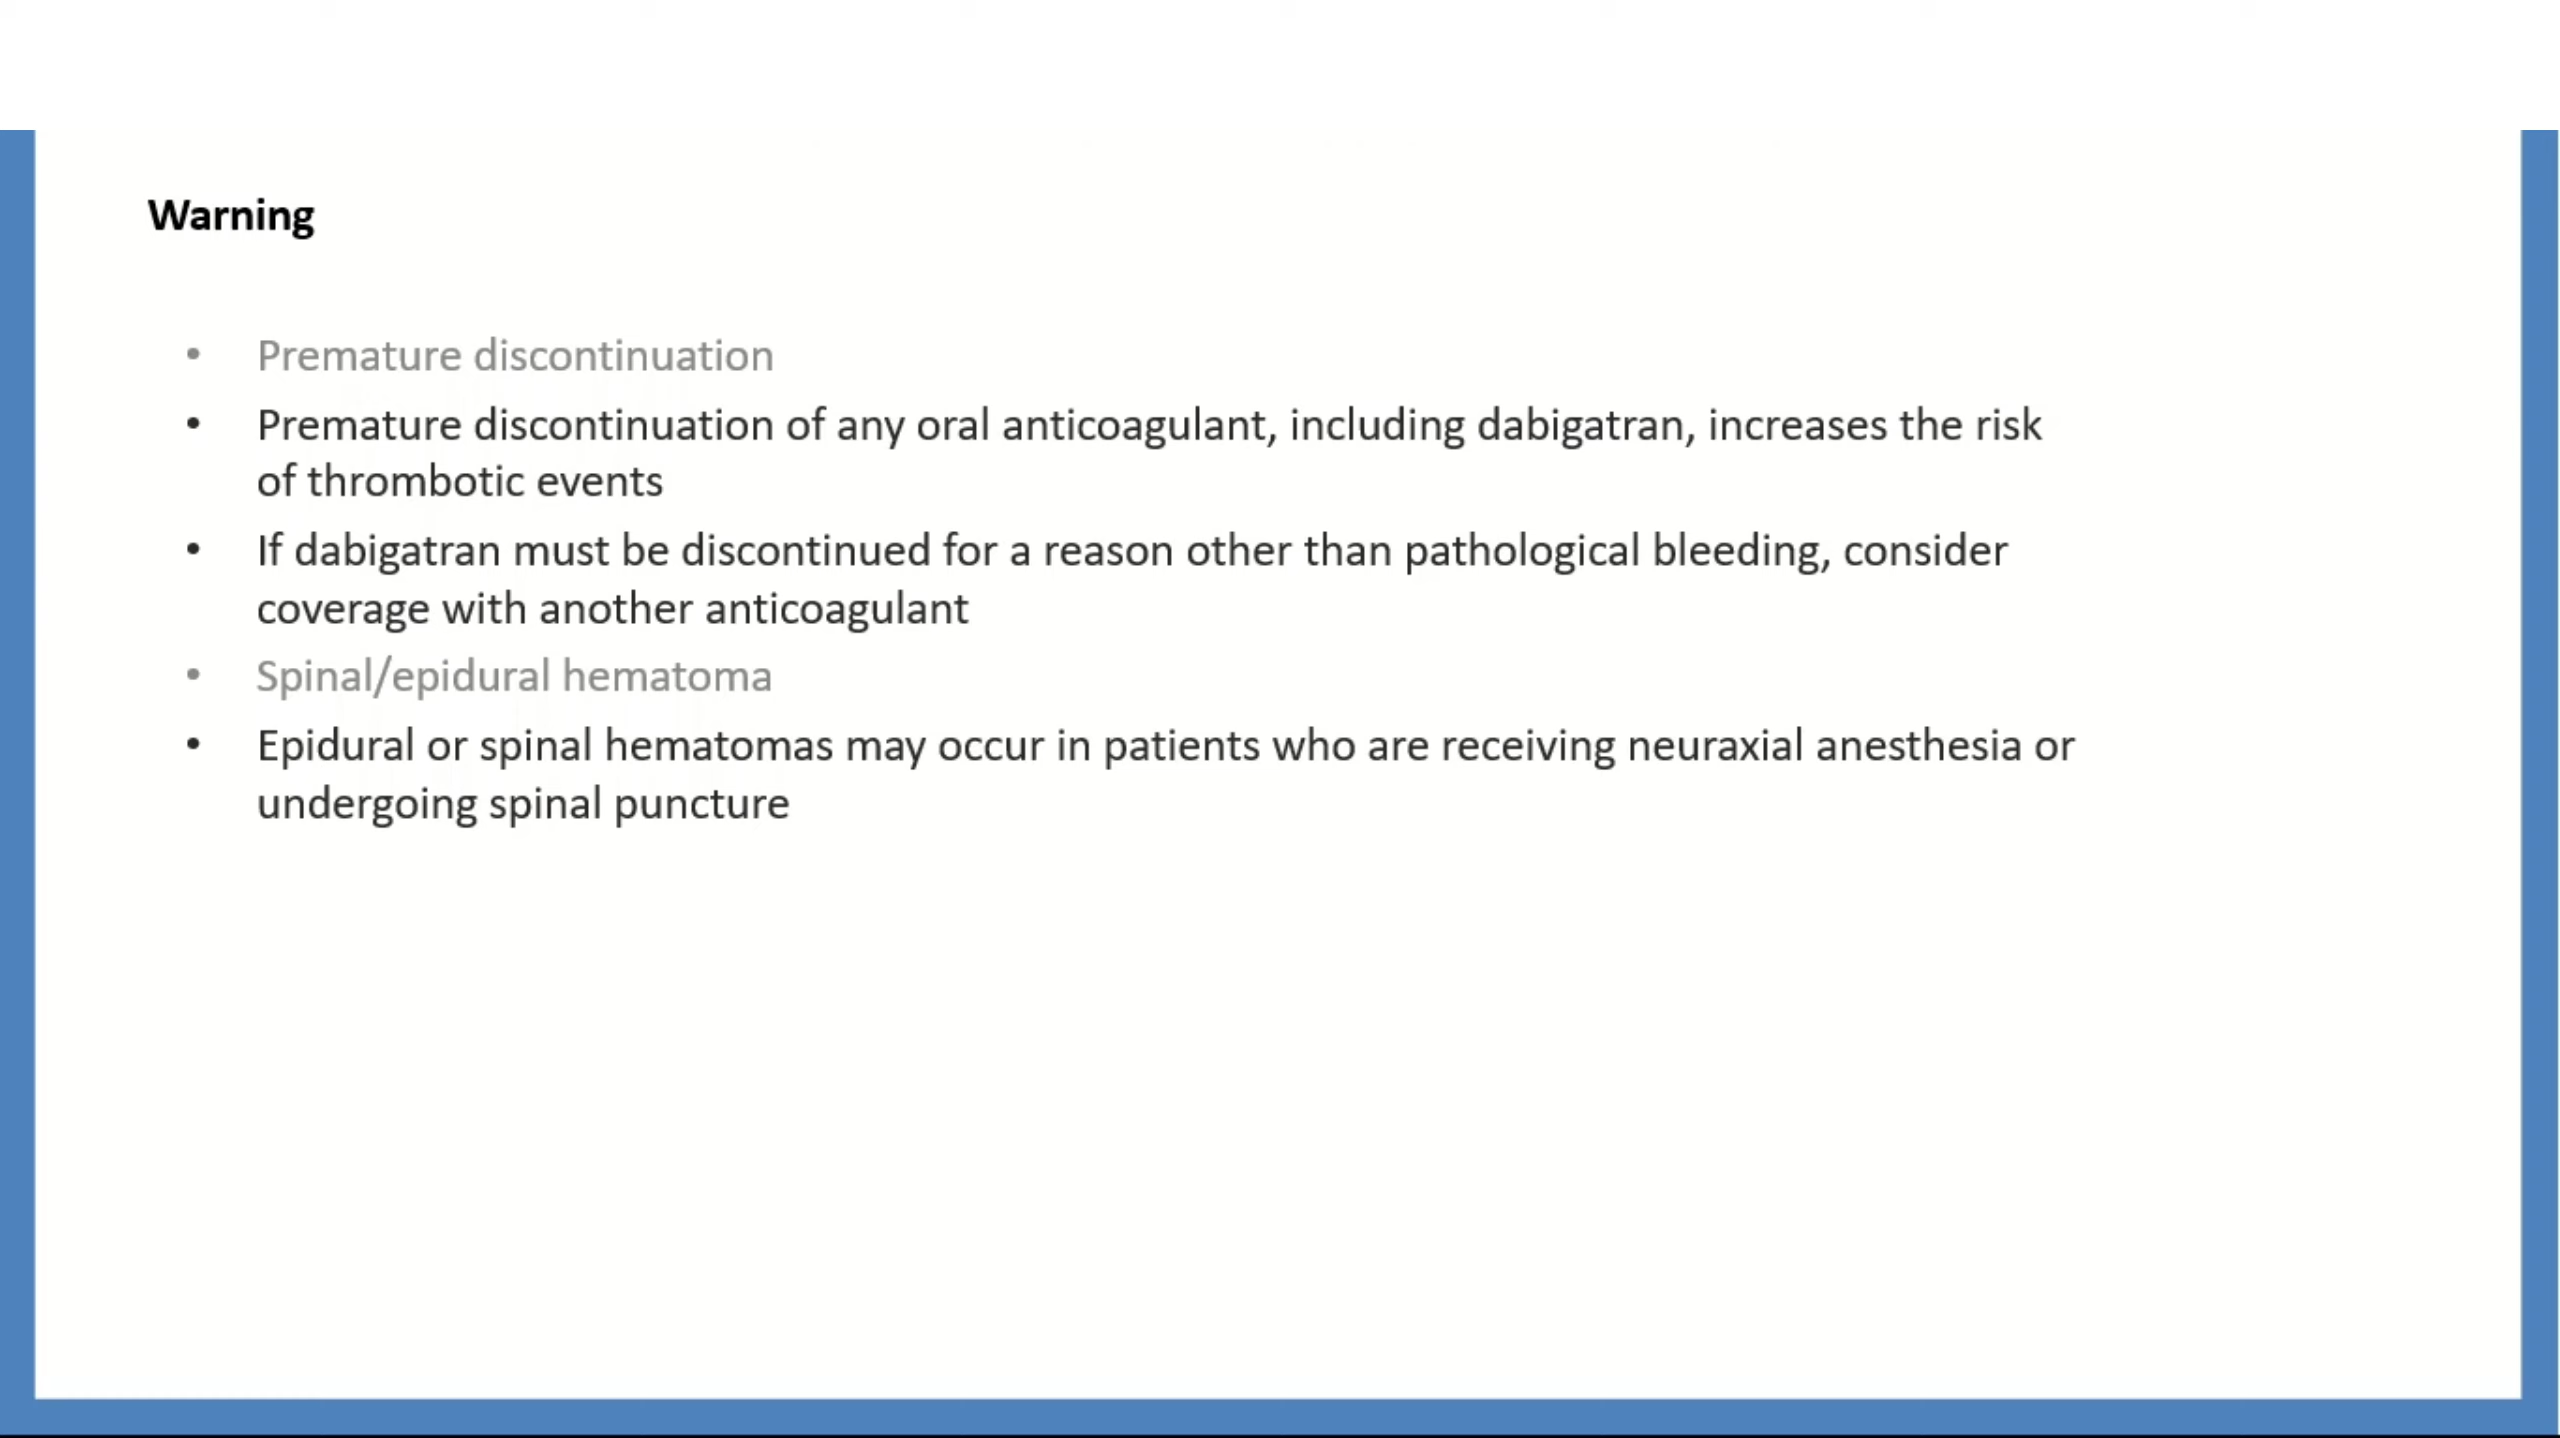 Warning
• Premature discontinuation
• Premature discontinuation of any oral anticoagulant, including dabigatran, increases the risk
of thrombotic events
• If dabigatran must be discontinued for a reason other than pathological bleeding, consider
coverage with another anticoagulant
• Spinal/epidural hematoma
• Epidural or spinal hematomas may occur in patients who are receiving neuraxial anesthesia or
undergoing spinal puncture